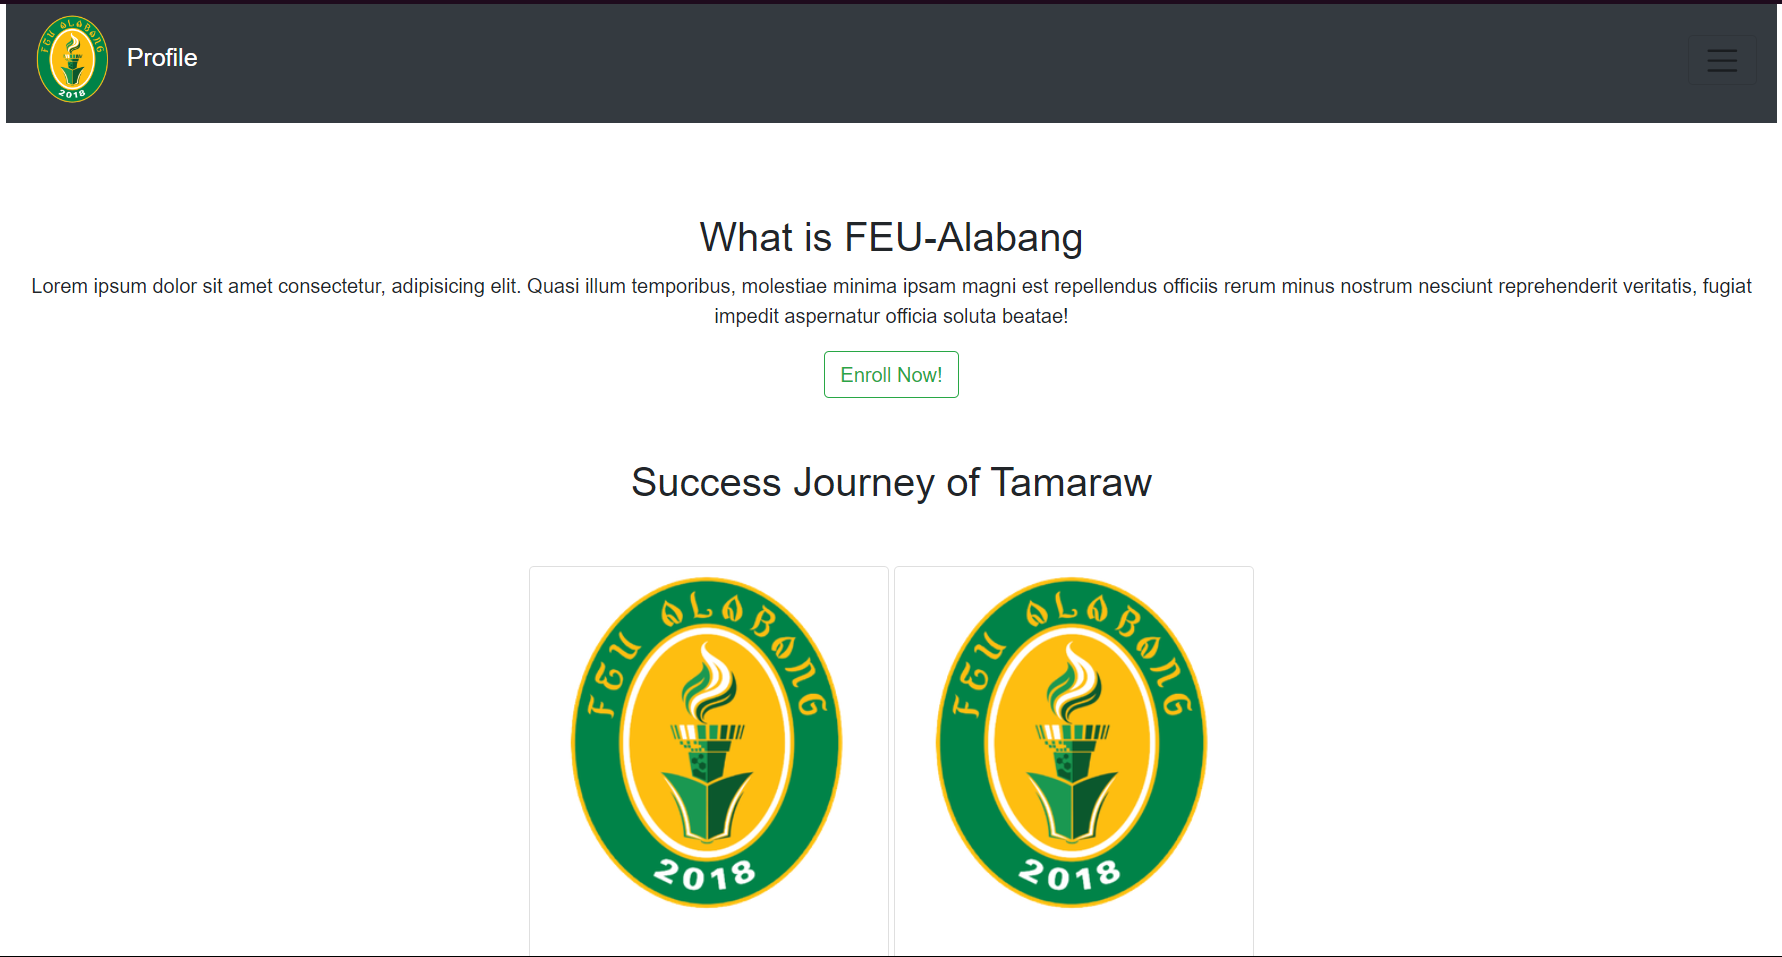 FEU ALABANG
2018
Profile
What is FEU-Alabang
Lorem ipsum dolor sit amet consectetur, adipisicing elit. Quasi illum temporibus, molestiae minima ipsam magni est repellendus officiis rerum minus nostrum nesciunt reprehenderit veritatis, fugiat
impedit aspernatur officia soluta beatae!
Enroll Now!
Success Journey of Tamaraw
FEU ALABANG
2018
FEU ALABANG
2018